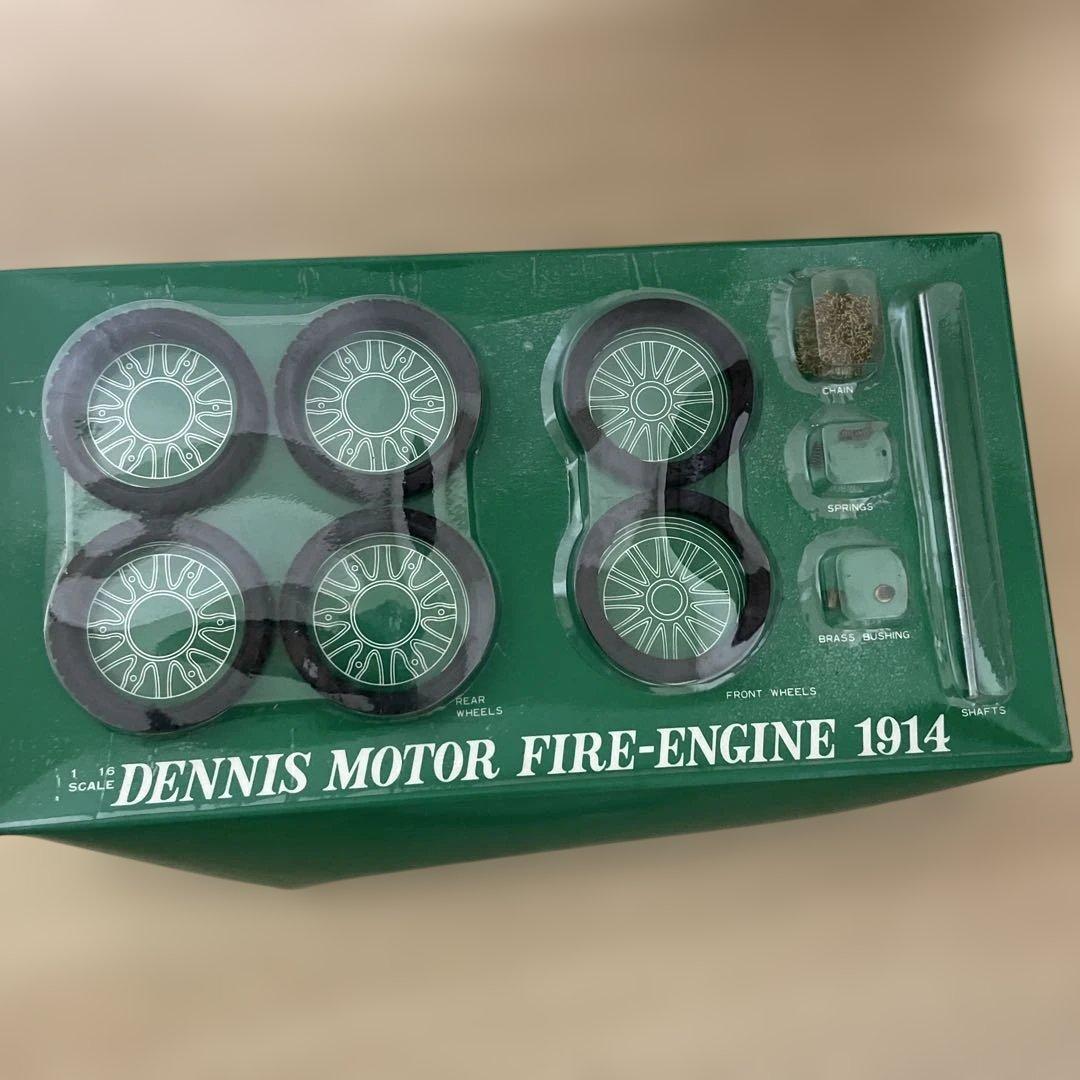 CHAIN
SPRINGS
BRASS BUSHING
REAR
WHEELS
FRONT WHEELS
SHAFTS
1 16
SCALE
DENNIS MOTOR FIRE-ENGINE 1914